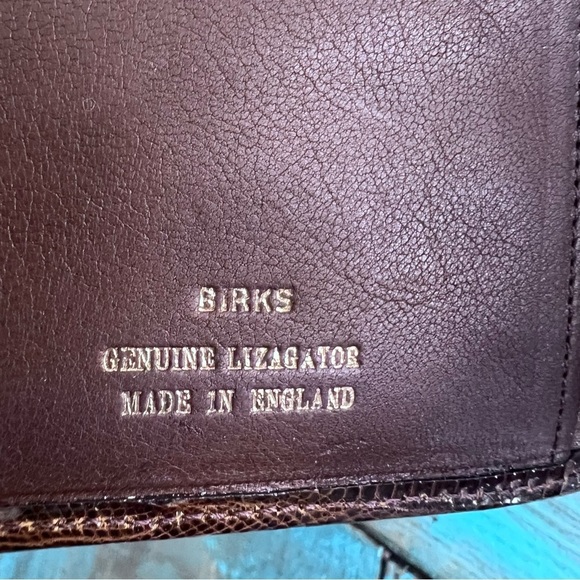 BIRKS
GENUINE LIZAGATOR
MADE IN ENGLAND